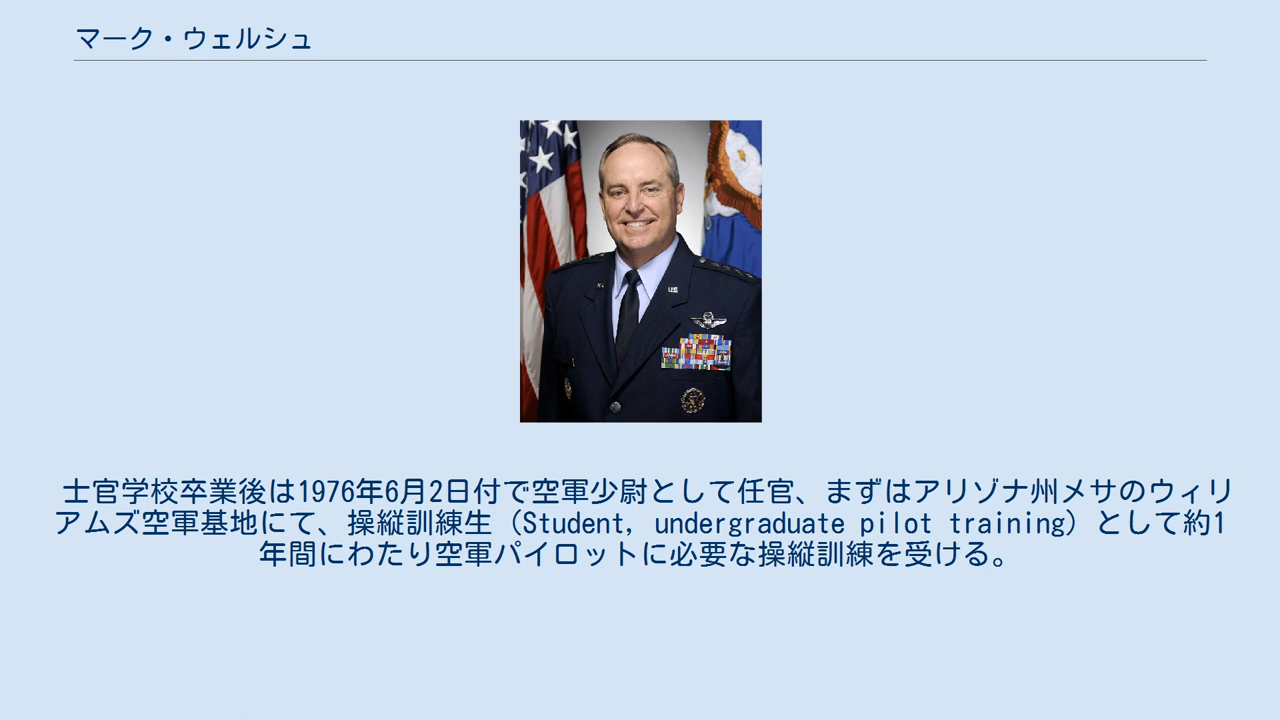 マーク・ウェルシュ
士官学校卒業後は1976年6月2日付で空軍少尉として任官、まずはアリゾナ州メサのウィリ
アムズ空軍基地にて、操縦訓練生（Student, undergraduate pilot training）として約1
年間にわたり空軍パイロットに必要な操縦訓練を受ける。